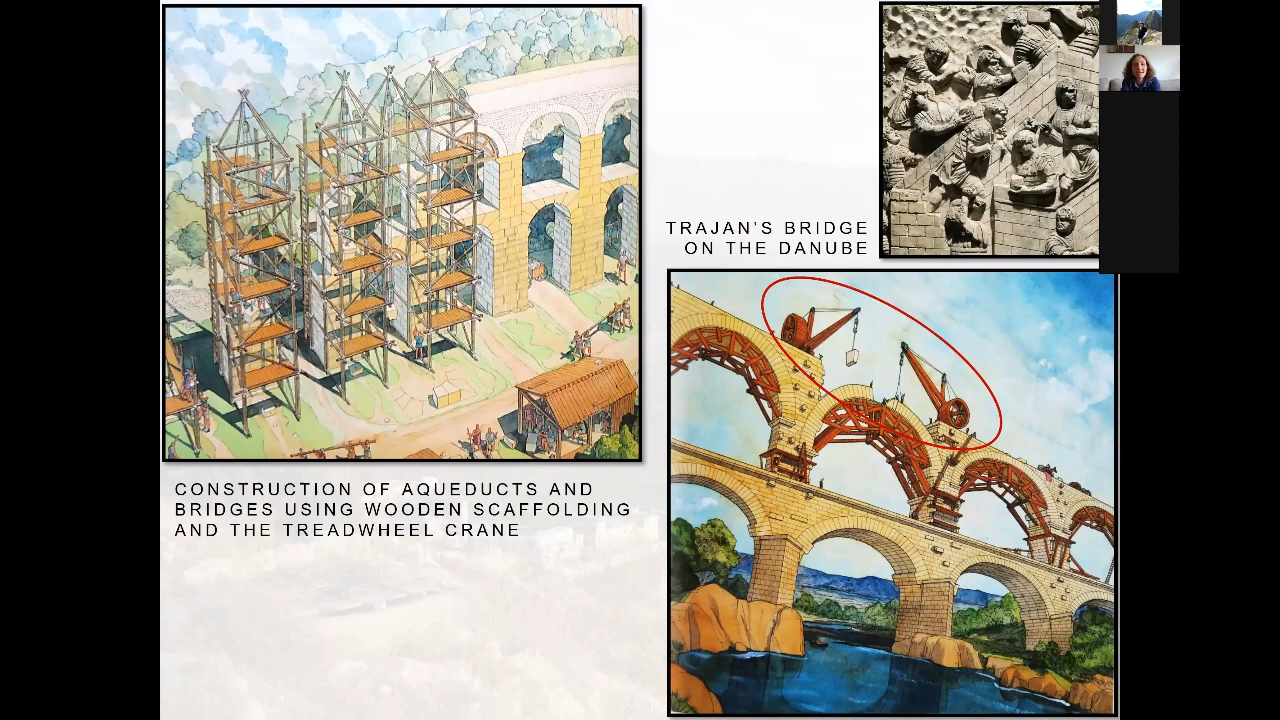 TRAJAN'S BRIDGE
ON THE DANUBE
CONSTRUCTION OF AQUEDUCTS AND
BRIDGES USING WOODEN SCAFFOLDING
AND THE TREADWHEEL CRANE